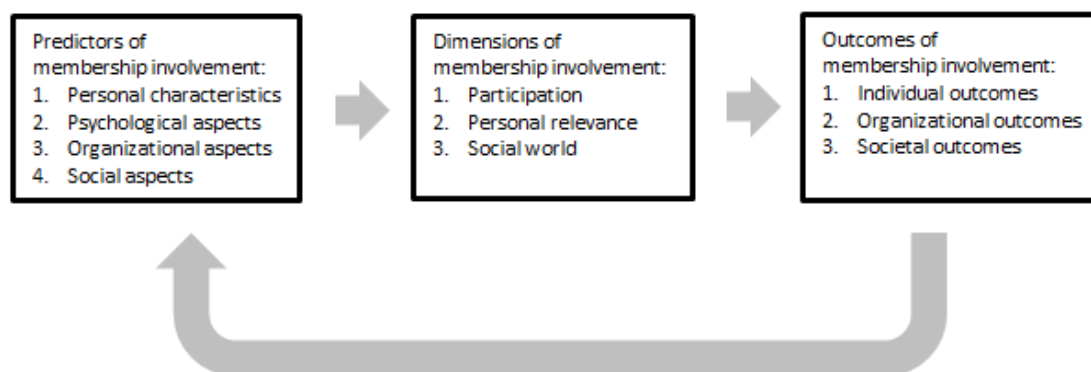 Predictors of
membership involvement:
1. Personal characteristics
2. Psychological aspects
3. Organizational aspects
4. Social aspects
Dimensions of
membership involvement:
1. Participation
2. Personal relevance
3. Social world
Outcomes of
membership involvement:
1. Individual outcomes
2. Organizational outcomes
3. Societal outcomes